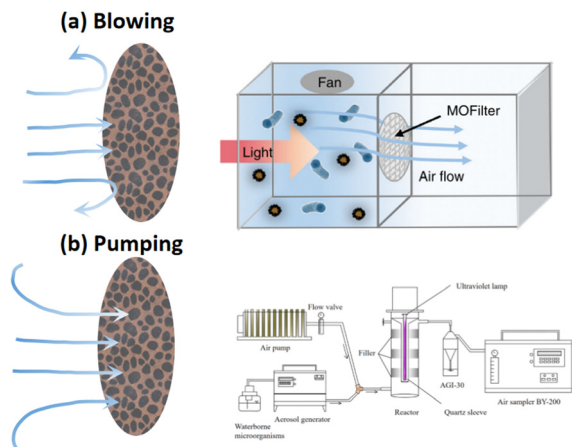 (a) Blowing
Fan
MOFilter
Light
Air flow
(b) Pumping
Ultraviolet lamp
Flow valve
Air pump
Filler
AGI-30
Air sampler BY-200
Aerosol generator
Waterborne
microorganisms
Reactor
Quartz sleeve